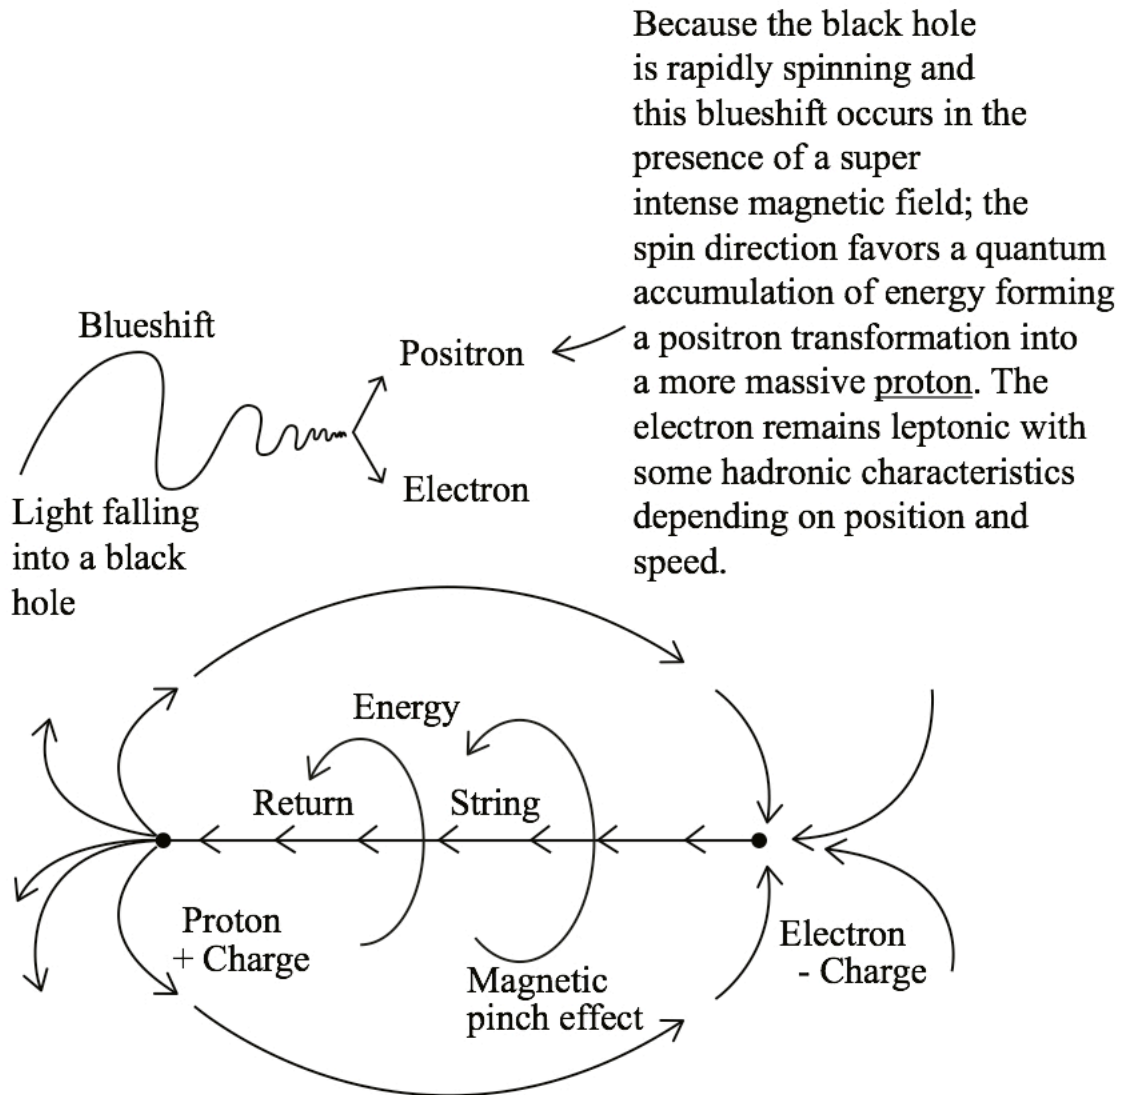 Because the black hole
is rapidly spinning and
this blueshift occurs in the
presence of a super
intense magnetic field; the
spin direction favors a quantum
accumulation of energy forming
a positron transformation into
a more massive proton. The
electron remains leptonic with
some hadronic characteristics
depending on position and
speed.
Blueshift
Positron
Electron
Light falling
into a black
hole
Energy
Return
String
Proton
+ Charge
Magnetic
pinch effect
Electron
- Charge